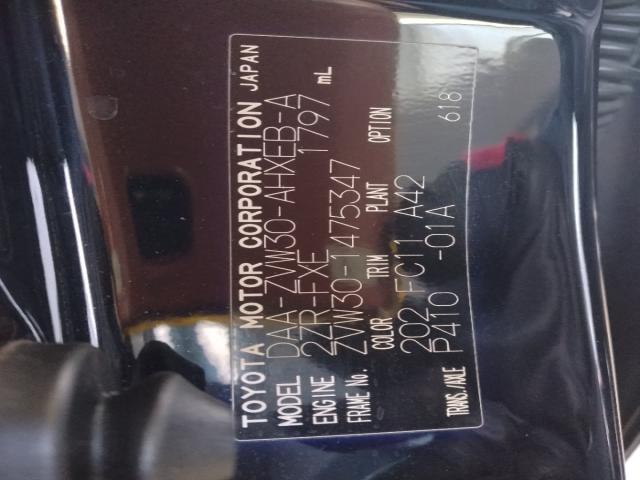 TOYOTA MOTOR CORPORATION JAPAN
MODEL DAA-ZVW30-AHXEB-A
ENGINE 2ZR-FXE 1797 mL
FRAME No. ZVW30-1475347
COLOR TRIM PLANT OPTION
202 FC11 A42 618
TRANS./AXLE P410 -01A